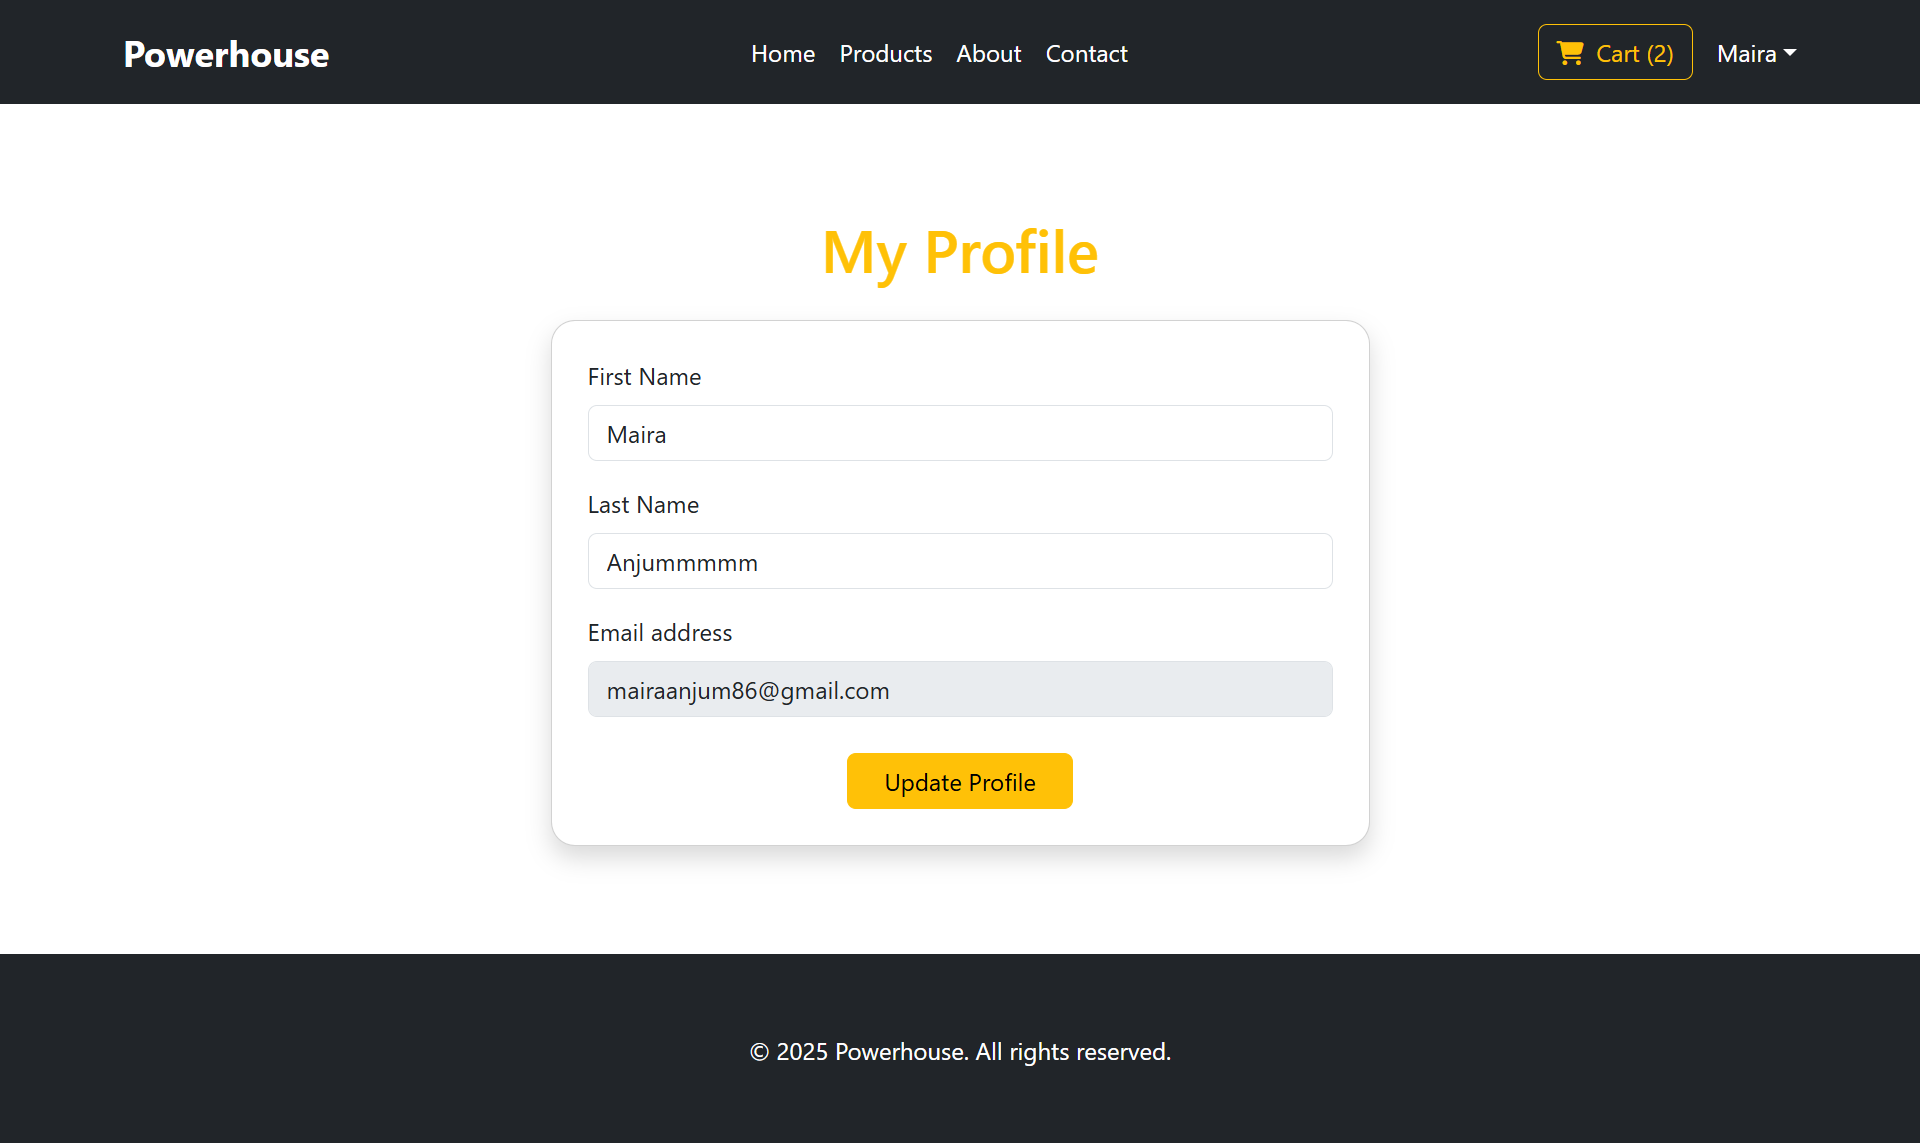 Powerhouse
Home Products About Contact
Cart (2)
Maira
My Profile
First Name
Maira
Last Name
Anjummmmm
Email address
mairaanjum86@gmail.com
Update Profile
© 2025 Powerhouse. All rights reserved.